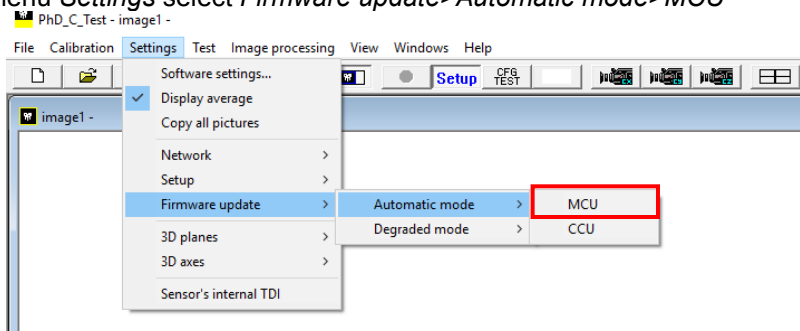 enu Settings select Firmware update>Automatic mode>MCU
PhD_C_Test - image1 -
File Calibration Settings Test Image processing View Windows Help
Setup CFG TEST
Software settings...
Display average
image1 -
Copy all pictures
Network >
Setup >
Firmware update > Automatic mode > MCU
3D planes > Degraded mode > CCU
3D axes >
Sensor's internal TDI